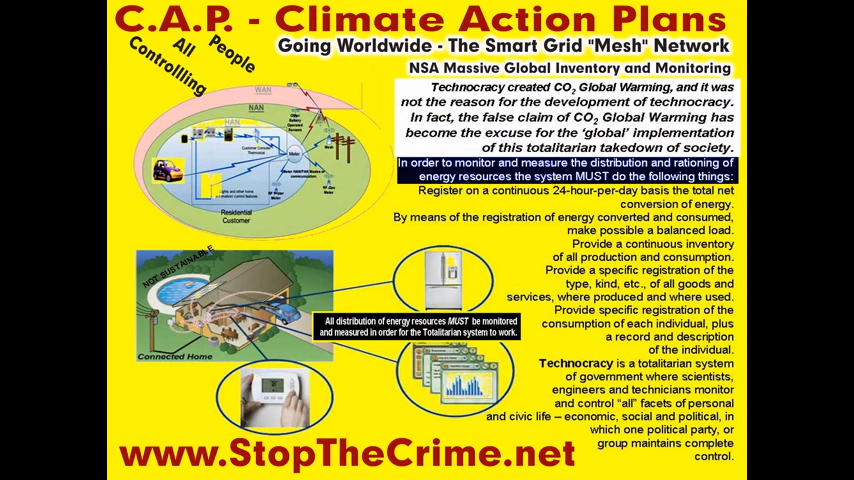 C.A.P. - Climate Action Plans
Going Worldwide - The Smart Grid "Mesh" Network
NSA Massive Global Inventory and Monitoring
People
All
Controllling
Technocracy created CO2 Global Warming, and it was
not the reason for the development of technocracy.
In fact, the false claim of CO2 Global Warming has
become the excuse for the 'global' implementation
of this totalitarian takedown of society.
In order to monitor and measure the distribution and rationing of
energy resources the system MUST do the following things:
Register on a continuous 24-hour-per-day basis the total net
conversion of energy.
By means of the registration of energy converted and consumed,
make possible a balanced load.
Provide a continuous inventory
of all production and consumption.
Provide a specific registration of the
type, kind, etc., of all goods and
services, where produced and where used.
Provide specific registration of the
consumption of each individual, plus
a record and description
of the individual.
Technocracy is a totalitarian system
of government where scientists,
engineers and technicians monitor
and control "all" facets of personal
and civic life – economic, social and political, in
which one political party, or
group maintains complete
control.
WAN
NAN
HAN
Meter
Mesh
Residential
Customer
NOT SUSTAINABLE
Connected Home
All distribution of energy resources MUST be monitored
and measured in order for the Totalitarian system to work.
www.StopTheCrime.net